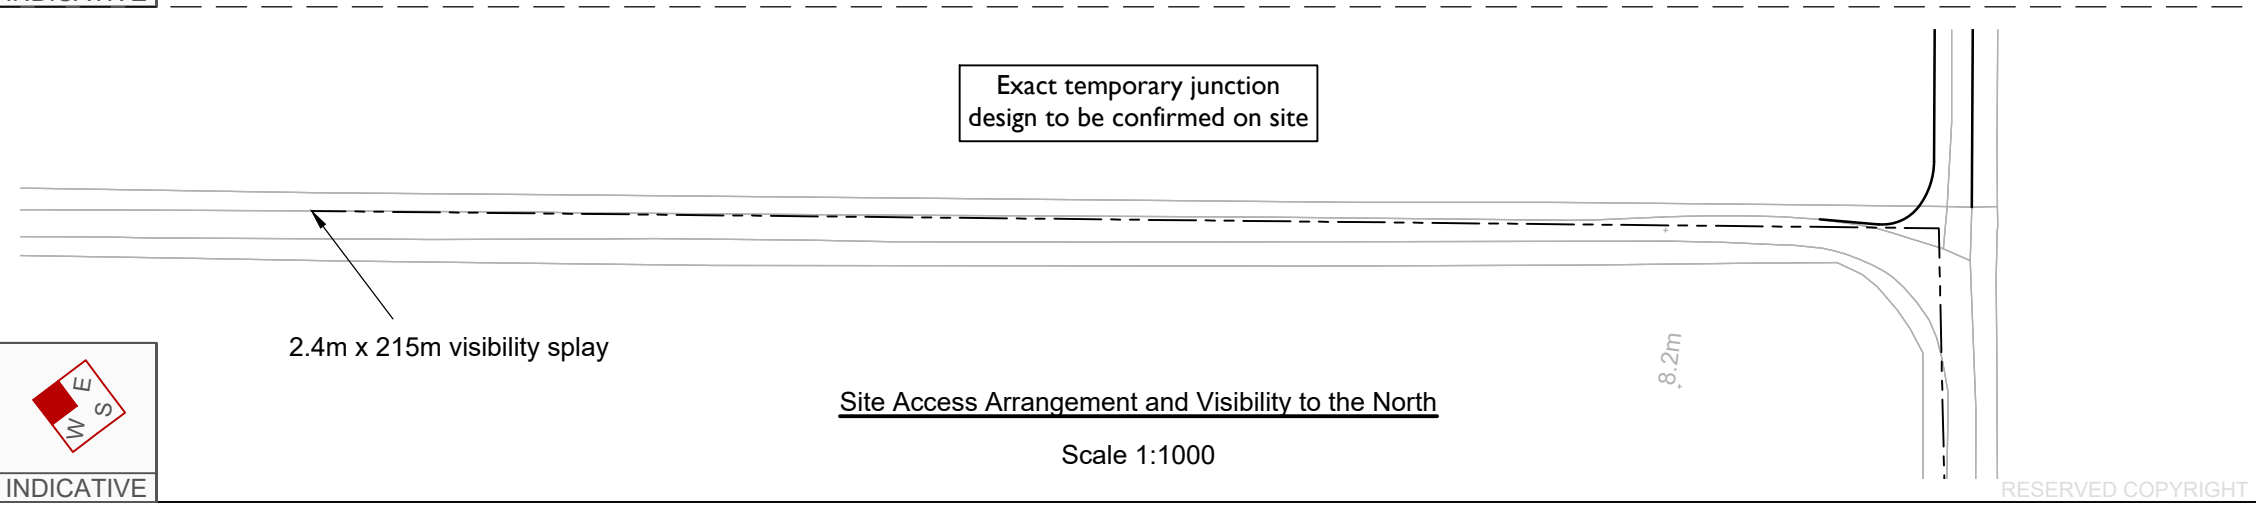 INDICATIVE
Exact temporary junction
design to be confirmed on site
2.4m x 215m visibility splay
8.2m
Site Access Arrangement and Visibility to the North
Scale 1:1000
E
S
W
INDICATIVE
RESERVED COPYRIGHT